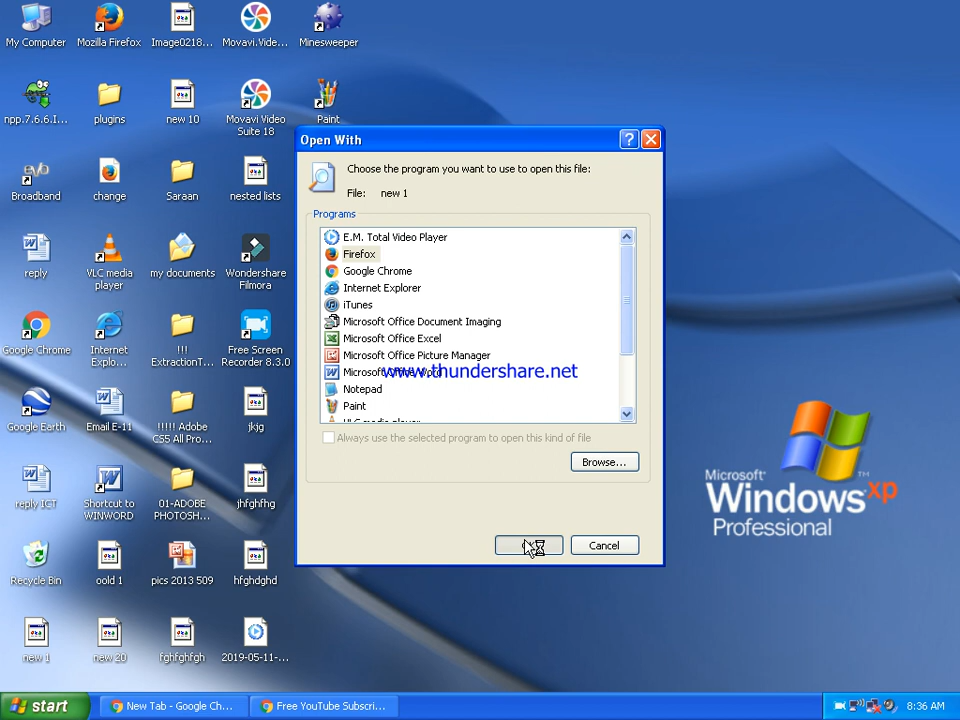 My Computer
Mozilla Firefox
Image0218...
Movavi.Vide...
Minesweeper
npp.7.6.6.I...
plugins
new 10
Movavi Video
Suite 18
Paint
Open With
Choose the program you want to use to open this file:
File: new 1
Programs
E.M. Total Video Player
Firefox
Google Chrome
Internet Explorer
iTunes
Microsoft Office Document Imaging
Microsoft Office Excel
Microsoft Office Picture Manager
Microsoft Office Word
www.thundershare.net
Notepad
Paint
VLC media player
Always use the selected program to open this kind of file
Browse...
Cancel
Broadband
change
Saraan
nested lists
reply
VLC media
player
my documents
Wondershare
Filmora
Google Chrome
Internet
Explo...
!!!
ExtractionT...
Free Screen
Recorder 8.3.0
Google Earth
Email E-11
!!!!! Adobe
CS5 All Pro...
jkjg
reply ICT
Shortcut to
WINWORD
01-ADOBE
PHOTOSH...
jhfghfhg
Recycle Bin
oold 1
pics 2013 509
hfghdghd
new 1
new 20
fghfghfgh
2019-05-11-...
Microsoft®
Windows xp
Professional
start
New Tab - Google Ch...
Free YouTube Subscri...
8:36 AM